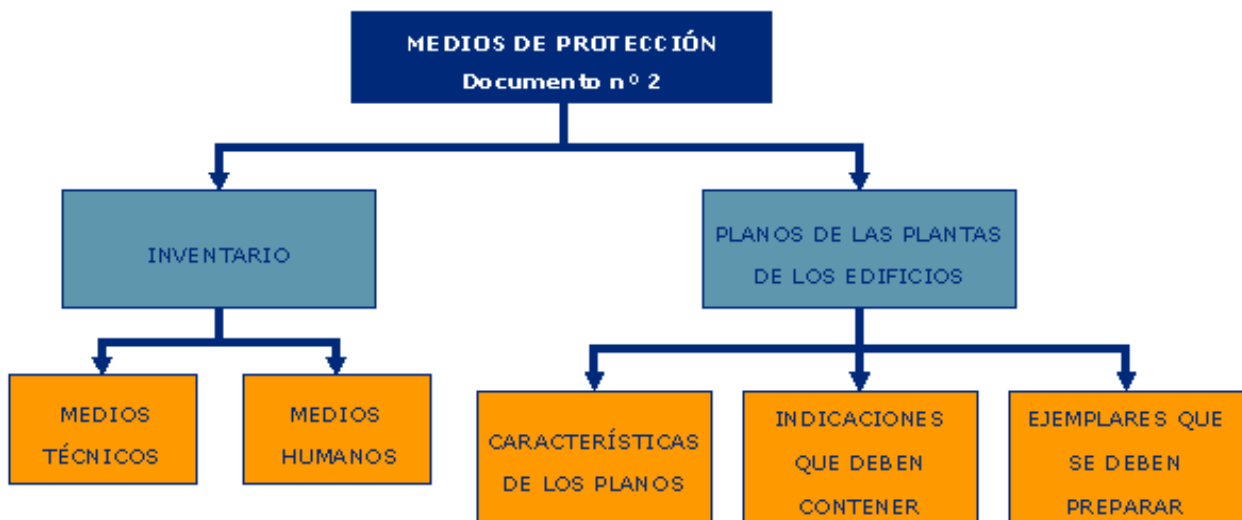 MEDIOS DE PROTECCIÓN
Documento nº 2
INVENTARIO
PLANOS DE LAS PLANTAS
DE LOS EDIFICIOS
MEDIOS
TÉCNICOS
MEDIOS
HUMANOS
CARACTERÍSTICAS
DE LOS PLANOS
INDICACIONES
QUE DEBEN
CONTENER
EJEMPLARES QUE
SE DEBEN
PREPARAR